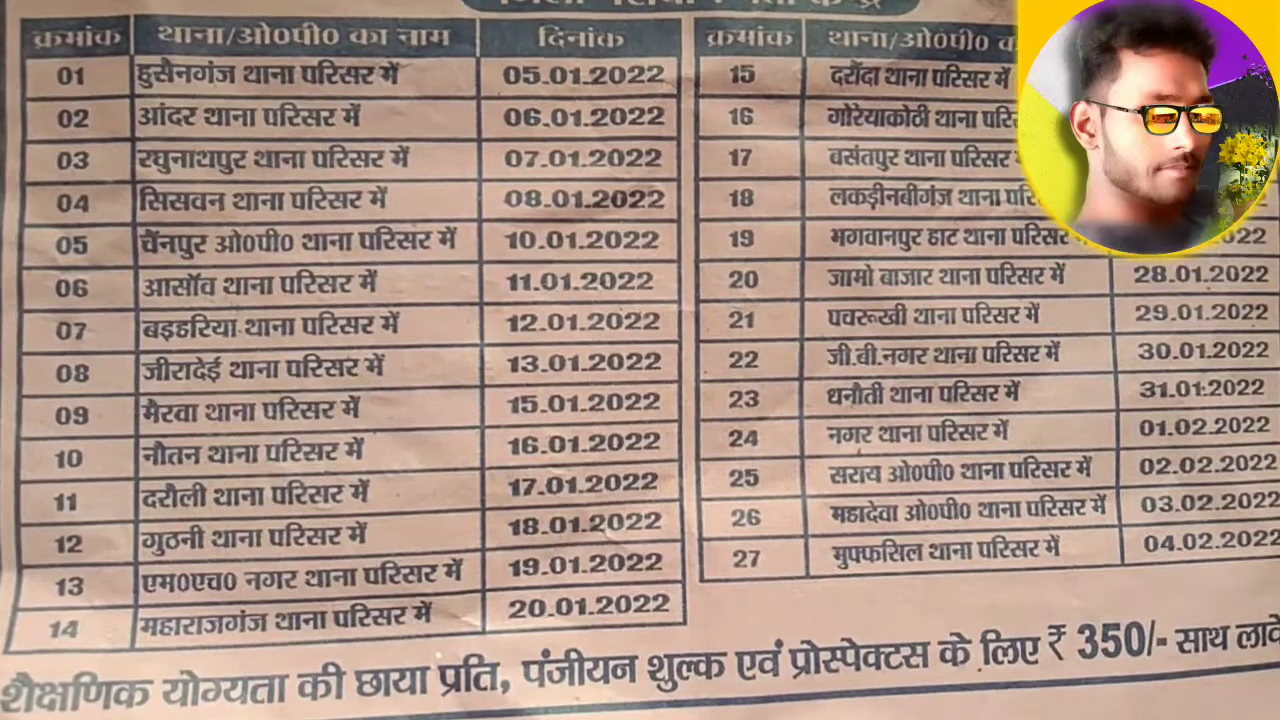 क्रमांक थाना/ओ0पी0 का नाम दिनांक
01 हुसैनगंज थाना परिसर में 05.01.2022
02 आंदर थाना परिसर में 06.01.2022
03 रघुनाथपुर थाना परिसर में 07.01.2022
04 सिसवन थाना परिसर में 08.01.2022
05 चैनपुर ओ0पी0 थाना परिसर में 10.01.2022
06 आसॉव थाना परिसर में 11.01.2022
07 बड़हरिया थाना परिसर में 12.01.2022
08 जीरादेई थाना परिसर में 13.01.2022
09 मैरवा थाना परिसर में 15.01.2022
10 नौतन थाना परिसर में 16.01.2022
11 दरौली थाना परिसर में 17.01.2022
12 गुठनी थाना परिसर में 18.01.2022
13 एम0एच0 नगर थाना परिसर में 19.01.2022
14 महाराजगंज थाना परिसर में 20.01.2022
क्रमांक थाना/ओ0पी0
15 दरौंदा थाना परिसर में
16 गोरेयाकोठी थाना
17 बसंतपुर थाना परिसर
18 लकड़ीनबीगंज थाना
19 भगवानपुर हाट थाना परिसर
20 जामो बाजार थाना परिसर में 28.01.2022
21 पचरूखी थाना परिसर में 29.01.2022
22 जी.बी.नगर थाना परिसर में 30.01.2022
23 धनौती थाना परिसर में 31.01.2022
24 नगर थाना परिसर में 01.02.2022
25 सराय ओ0पी0 थाना परिसर में 02.02.2022
26 महादेवा ओ0पी0 थाना परिसर में 03.02.2022
27 मुफ्फसिल थाना परिसर में 04.02.2022
शैक्षणिक योग्यता की छाया प्रति, पंजीयन शुल्क एवं प्रोस्पेक्टस के लिए ₹ 350/- साथ लावें